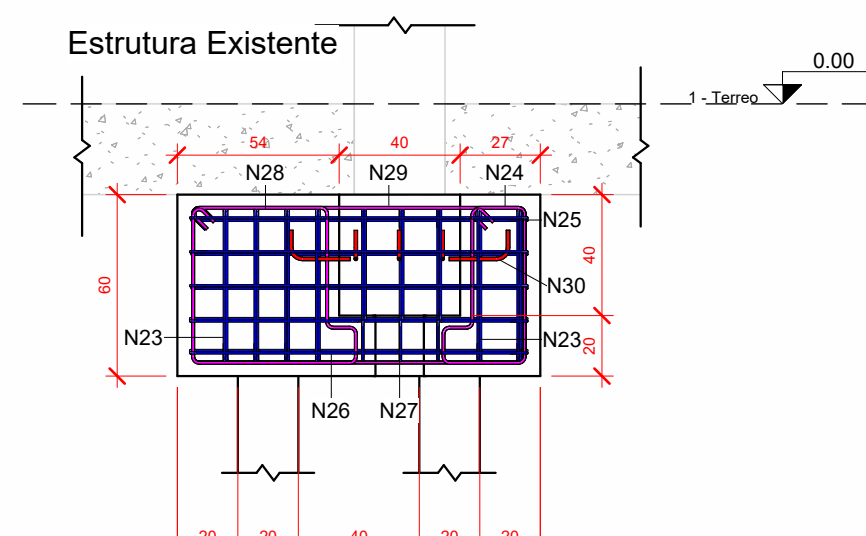 Estrutura Existente
0.00
1 - Terreo
54 40 27
N28 N29 N24
N25
40
60
N30
N23 N23
20
N26 N27
20 20 40 20 20